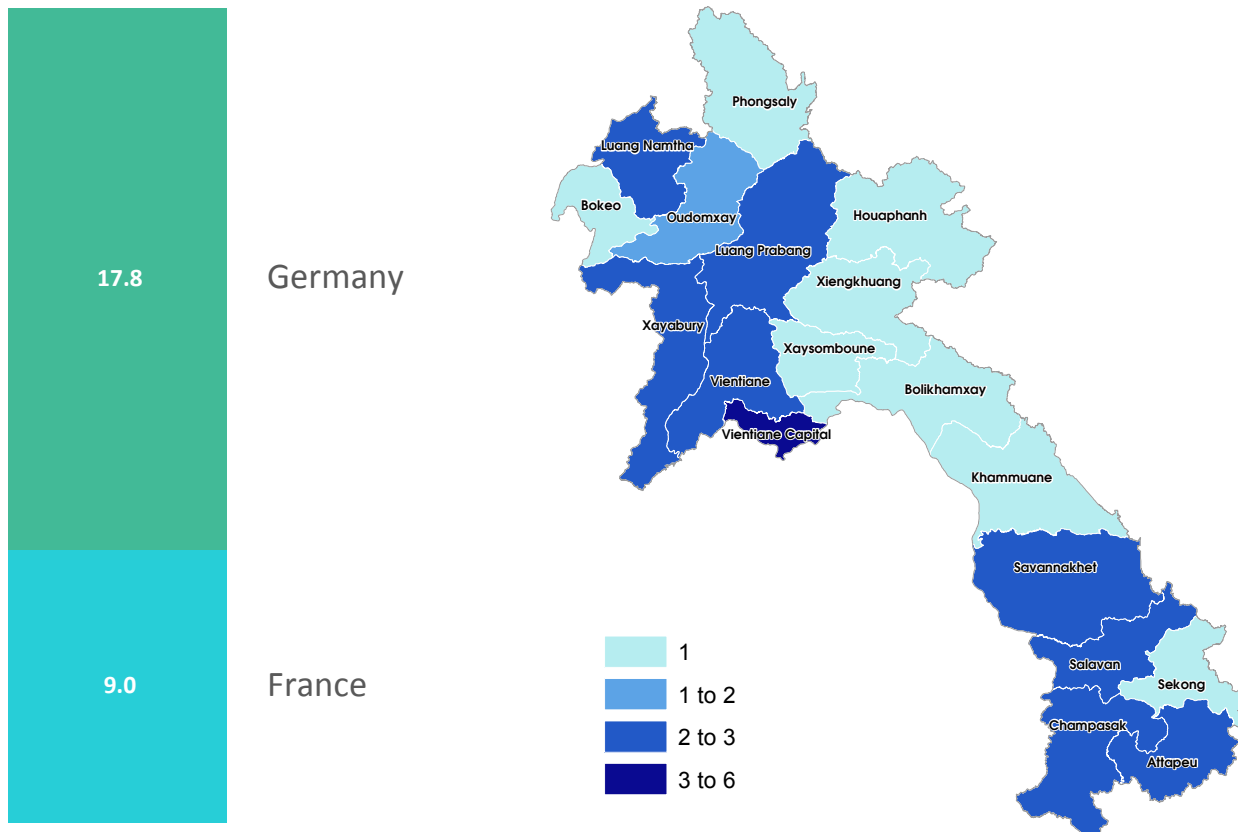 17.8
Germany
9.0
France
Phongsaly
Luang Namtha
Bokeo
Oudomxay
Houaphanh
Luang Prabang
Xiengkhuang
Xayabury
Xaysomboune
Vientiane
Bolikhamxay
Vientiane Capital
Khammuane
Savannakhet
Salavan
Sekong
Champasak
Attapeu
1
1 to 2
2 to 3
3 to 6